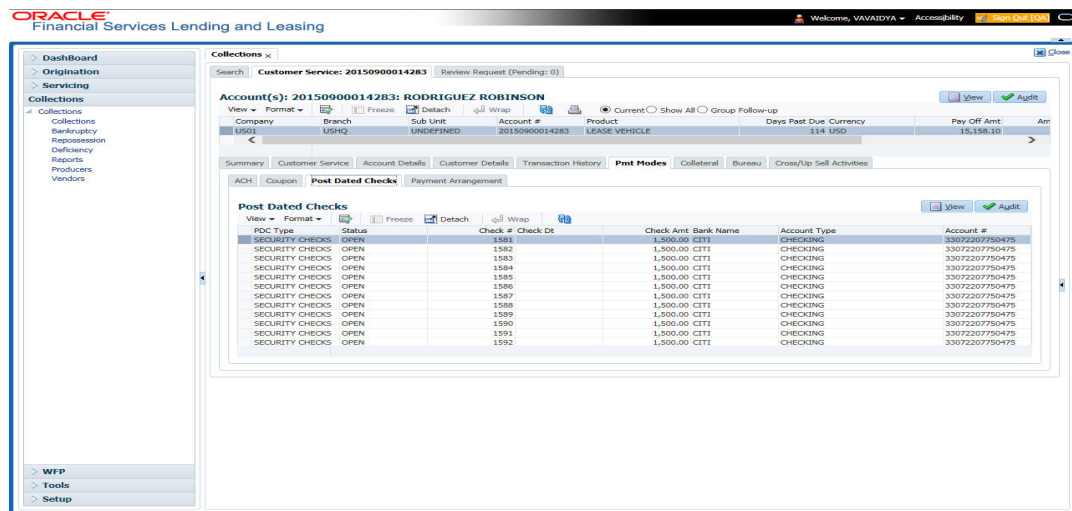 ORACLE
Financial Services Lending and Leasing
Welcome, VAVAIDYA Accessibility Sign Out [QA]
Close
DashBoard
Origination
Servicing
Collections
Collections
Collections
Bankruptcy
Repossession
Deficiency
Reports
Producers
Vendors
WFP
Tools
Setup
Collections
Search Customer Service: 20150900014283 Review Request (Pending: 0)
Account(s): 20150900014283: RODRIGUEZ ROBINSON View Audit
View Format Freeze Detach Wrap Current Show All Group Follow-up
Company Branch Sub Unit Account # Product Days Past Due Currency Pay Off Amt Am
US01 USHQ UNDEFINED 20150900014283 LEASE VEHICLE 114 USD 15,158.10
Summary Customer Service Account Details Customer Details Transaction History Pmt Modes Collateral Bureau Cross/Up Sell Activities
ACH Coupon Post Dated Checks Payment Arrangement
Post Dated Checks View Audit
View Format Freeze Detach Wrap
PDC Type Status Check # Check Dt Check Amt Bank Name Account Type Account #
SECURITY CHECKS OPEN 1581 1,500.00 CITI CHECKING 33072207750475
SECURITY CHECKS OPEN 1582 1,500.00 CITI CHECKING 33072207750475
SECURITY CHECKS OPEN 1583 1,500.00 CITI CHECKING 33072207750475
SECURITY CHECKS OPEN 1584 1,500.00 CITI CHECKING 33072207750475
SECURITY CHECKS OPEN 1585 1,500.00 CITI CHECKING 33072207750475
SECURITY CHECKS OPEN 1586 1,500.00 CITI CHECKING 33072207750475
SECURITY CHECKS OPEN 1587 1,500.00 CITI CHECKING 33072207750475
SECURITY CHECKS OPEN 1588 1,500.00 CITI CHECKING 33072207750475
SECURITY CHECKS OPEN 1589 1,500.00 CITI CHECKING 33072207750475
SECURITY CHECKS OPEN 1590 1,500.00 CITI CHECKING 33072207750475
SECURITY CHECKS OPEN 1591 1,500.00 CITI CHECKING 33072207750475
SECURITY CHECKS OPEN 1592 1,500.00 CITI CHECKING 33072207750475